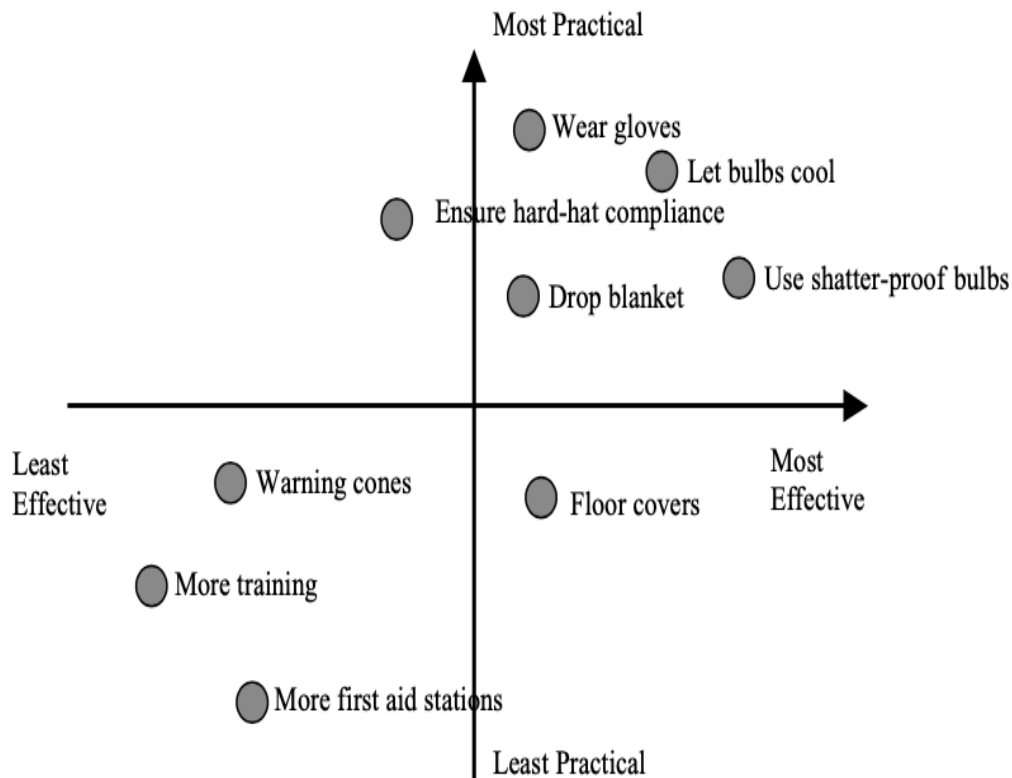 Most Practical
Wear gloves
Let bulbs cool
Ensure hard-hat compliance
Use shatter-proof bulbs
Drop blanket
Least
Effective
Most
Effective
Warning cones
Floor covers
More training
More first aid stations
Least Practical